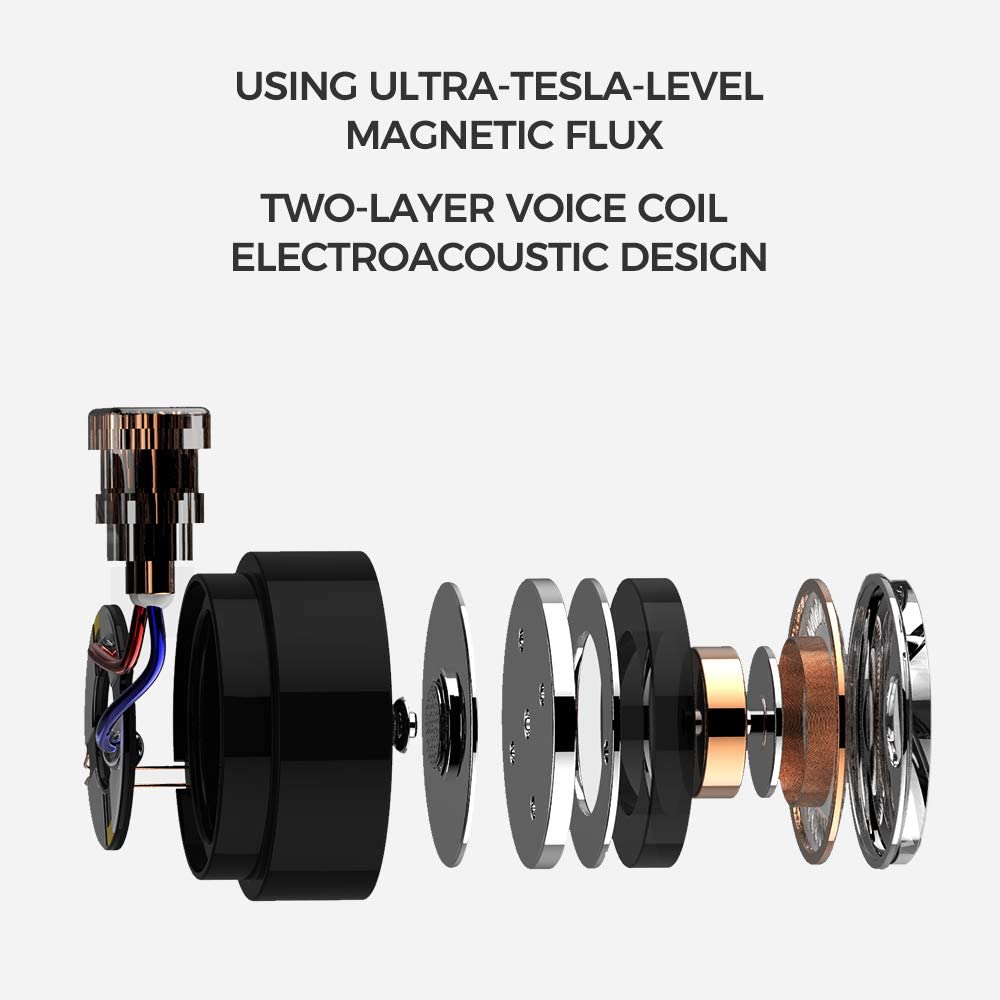 USING ULTRA-TESLA-LEVEL
MAGNETIC FLUX
TWO-LAYER VOICE COIL
ELECTROACOUSTIC DESIGN